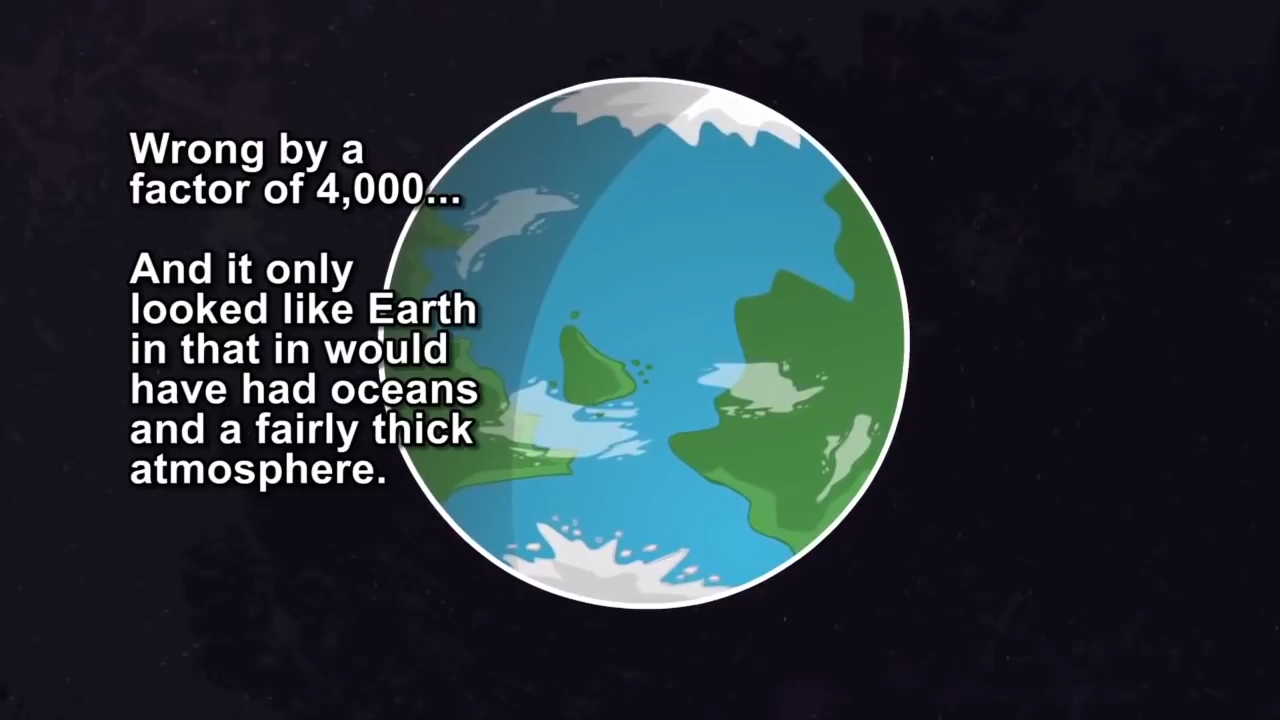 Wrong by a
factor of 4,000...
And it only
looked like Earth
in that in would
have had oceans
and a fairly thick
atmosphere.